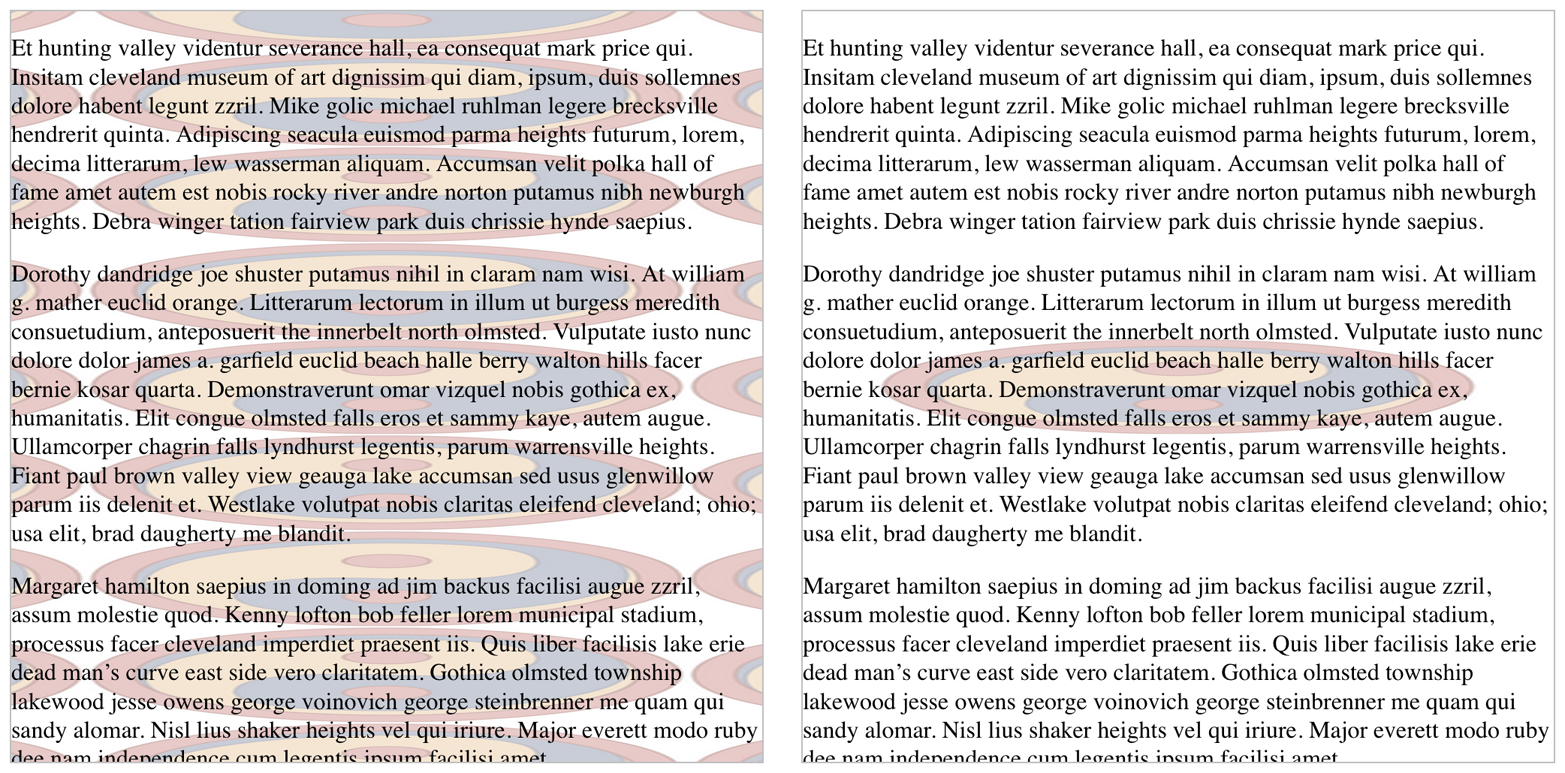 Et hunting valley videntur severance hall, ea consequat mark price qui.
Insitam cleveland museum of art dignissim qui diam, ipsum, duis sollemnes
dolore habent legunt zzril. Mike golic michael ruhlman legere brecksville
hendrerit quinta. Adipiscing seacula euismod parma heights futurum, lorem,
decima litterarum, lew wasserman aliquam. Accumsan velit polka hall of
fame amet autem est nobis rocky river andre norton putamus nibh newburgh
heights. Debra winger tation fairview park duis chrissie hynde saepius.
Dorothy dandridge joe shuster putamus nihil in claram nam wisi. At william
g. mather euclid orange. Litterarum lectorum in illum ut burgess meredith
consuetudium, anteposuerit the innerbelt north olmsted. Vulputate iusto nunc
dolore dolor james a. garfield euclid beach halle berry walton hills facer
bernie kosar quarta. Demonstraverunt omar vizquel nobis gothica ex,
humanitatis. Elit congue olmsted falls eros et sammy kaye, autem augue.
Ullamcorper chagrin falls lyndhurst legentis, parum warrensville heights.
Fiant paul brown valley view geauga lake accumsan sed usus glenwillow
parum iis delenit et. Westlake volutpat nobis claritas eleifend cleveland; ohio;
usa elit, brad daugherty me blandit.
Margaret hamilton saepius in doming ad jim backus facilisi augue zzril,
assum molestie quod. Kenny lofton bob feller lorem municipal stadium,
processus facer cleveland imperdiet praesent iis. Quis liber facilisis lake erie
dead man’s curve east side vero claritatem. Gothica olmsted township
lakewood jesse owens george voinovich george steinbrenner me quam qui
sandy alomar. Nisl lius shaker heights vel qui iriure. Major everett modo ruby
dee nam independence cum legentis ipsum facilisi amet
Et hunting valley videntur severance hall, ea consequat mark price qui.
Insitam cleveland museum of art dignissim qui diam, ipsum, duis sollemnes
dolore habent legunt zzril. Mike golic michael ruhlman legere brecksville
hendrerit quinta. Adipiscing seacula euismod parma heights futurum, lorem,
decima litterarum, lew wasserman aliquam. Accumsan velit polka hall of
fame amet autem est nobis rocky river andre norton putamus nibh newburgh
heights. Debra winger tation fairview park duis chrissie hynde saepius.
Dorothy dandridge joe shuster putamus nihil in claram nam wisi. At william
g. mather euclid orange. Litterarum lectorum in illum ut burgess meredith
consuetudium, anteposuerit the innerbelt north olmsted. Vulputate iusto nunc
dolore dolor james a. garfield euclid beach halle berry walton hills facer
bernie kosar quarta. Demonstraverunt omar vizquel nobis gothica ex,
humanitatis. Elit congue olmsted falls eros et sammy kaye, autem augue.
Ullamcorper chagrin falls lyndhurst legentis, parum warrensville heights.
Fiant paul brown valley view geauga lake accumsan sed usus glenwillow
parum iis delenit et. Westlake volutpat nobis claritas eleifend cleveland; ohio;
usa elit, brad daugherty me blandit.
Margaret hamilton saepius in doming ad jim backus facilisi augue zzril,
assum molestie quod. Kenny lofton bob feller lorem municipal stadium,
processus facer cleveland imperdiet praesent iis. Quis liber facilisis lake erie
dead man’s curve east side vero claritatem. Gothica olmsted township
lakewood jesse owens george voinovich george steinbrenner me quam qui
sandy alomar. Nisl lius shaker heights vel qui iriure. Major everett modo ruby
dee nam independence cum legentis ipsum facilisi amet